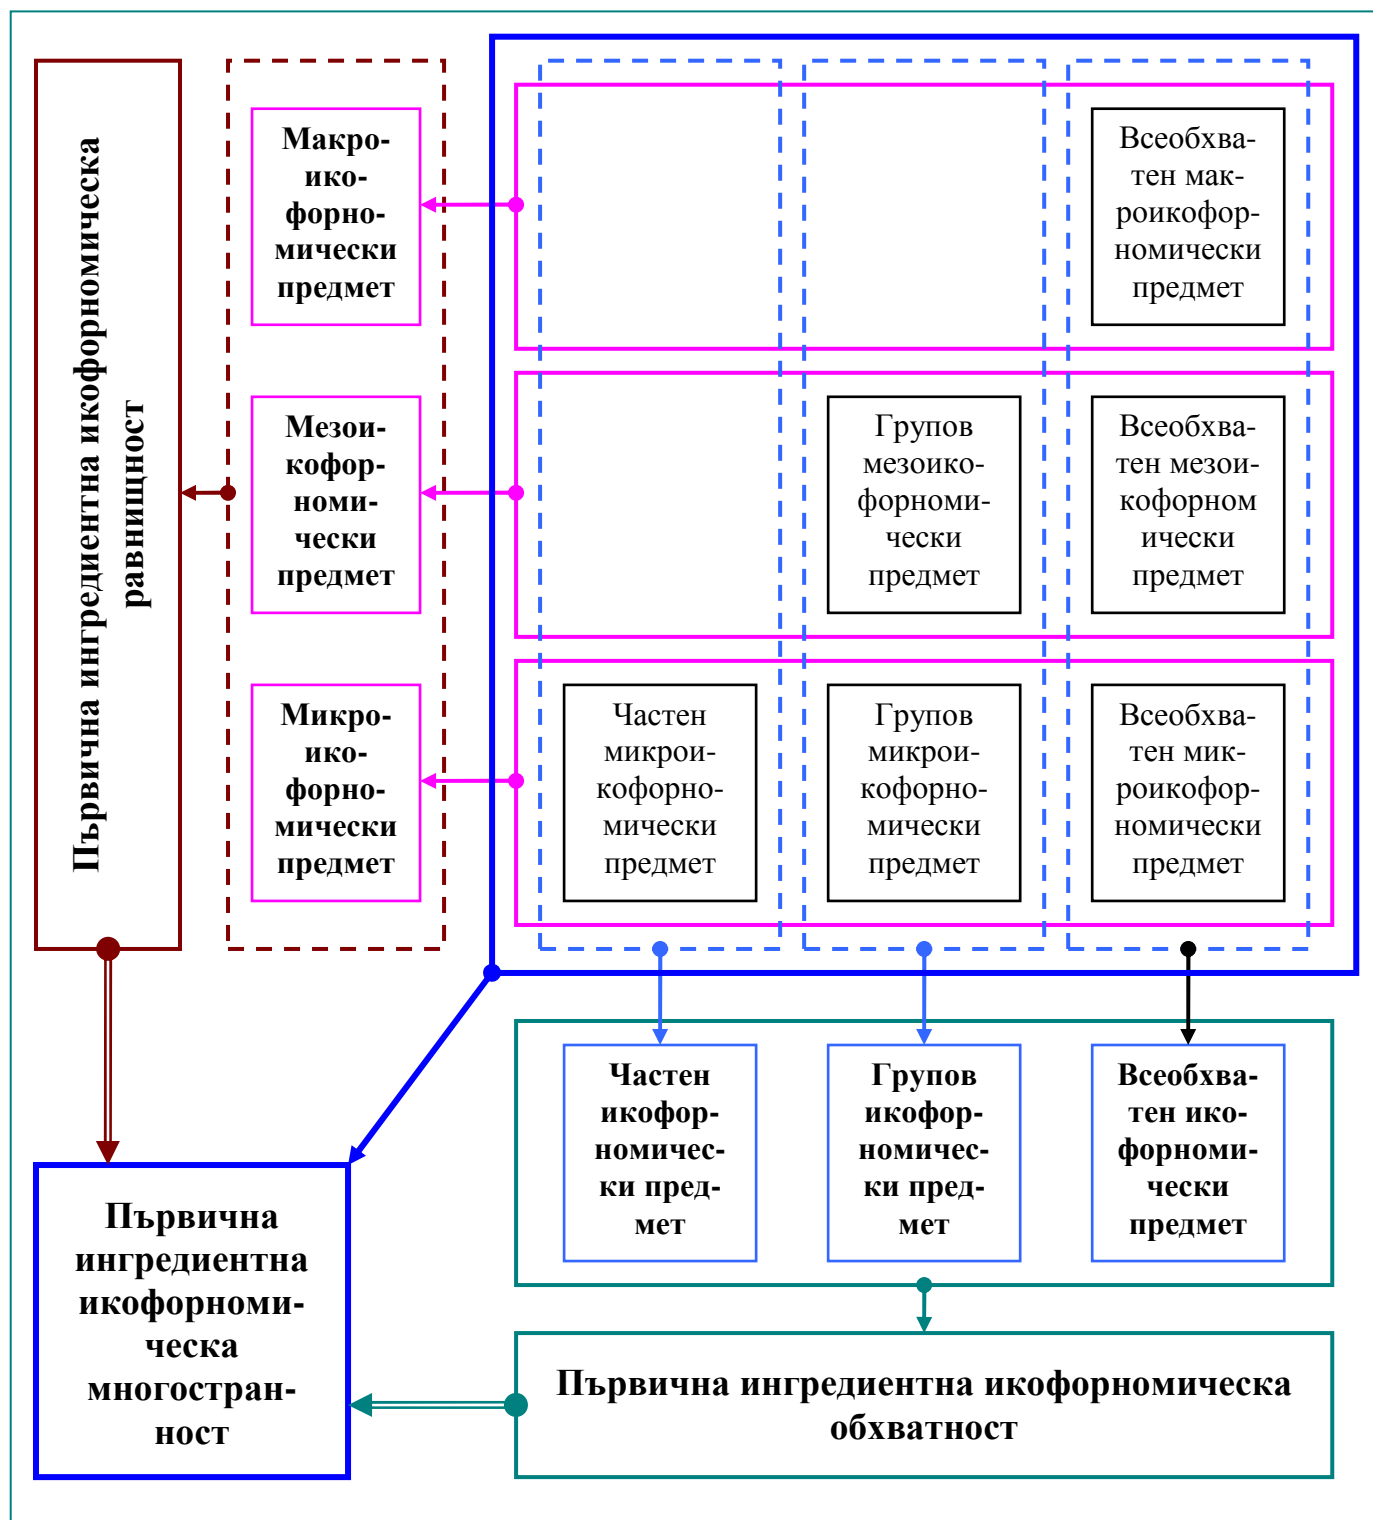 Първична ингредиентна икоформическа
равнищност
Макро-
ико-
форно-
мически
предмет
Всеобхва-
тен мак-
роикофор-
номически
предмет
Мезои-
кофор-
номи-
чески
предмет
Групов
мезоико-
форноми-
чески
предмет
Всеобхва-
тен мезои-
кофорном
ически
предмет
Микро-
ико-
форно-
мически
предмет
Частен
микрои-
кофорно-
мически
предмет
Групов
микрои-
кофорно-
мически
предмет
Всеобхва-
тен мик-
роикофор-
номически
предмет
Частен
икофор-
номичес-
ки пред-
мет
Групов
икофор-
номичес-
ки пред-
мет
Всеобхва-
тен ико-
форноми-
чески
предмет
Първична
ингредиентна
икофорноми-
ческа
многостран-
ност
Първична ингредиентна икофорномическа
обхватност